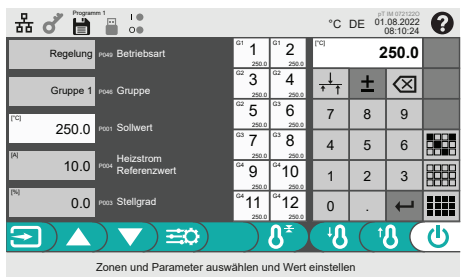 Programm 1
I
O
°C DE pT IM 072122O
01.08.2022
08:10:24
?
Regelung P049 Betriebsart
Gruppe 1 P046 Gruppe
[°C] 250.0 P001 Sollwert
[A] 10.0 P004 Heizstrom Referenzwert
[%] 0.0 P003 Stellgrad
G1 1 250.0 G1 2 250.0
G2 3 250.0 G2 4 250.0
G2 5 250.0 G3 6 250.0
G3 7 250.0 G3 8 250.0
G4 9 250.0 G4 10 250.0
G4 11 250.0 G4 12 250.0
[°C] 250.0
±
7 8 9
4 5 6
1 2 3
0 .
Zonen und Parameter auswählen und Wert einstellen